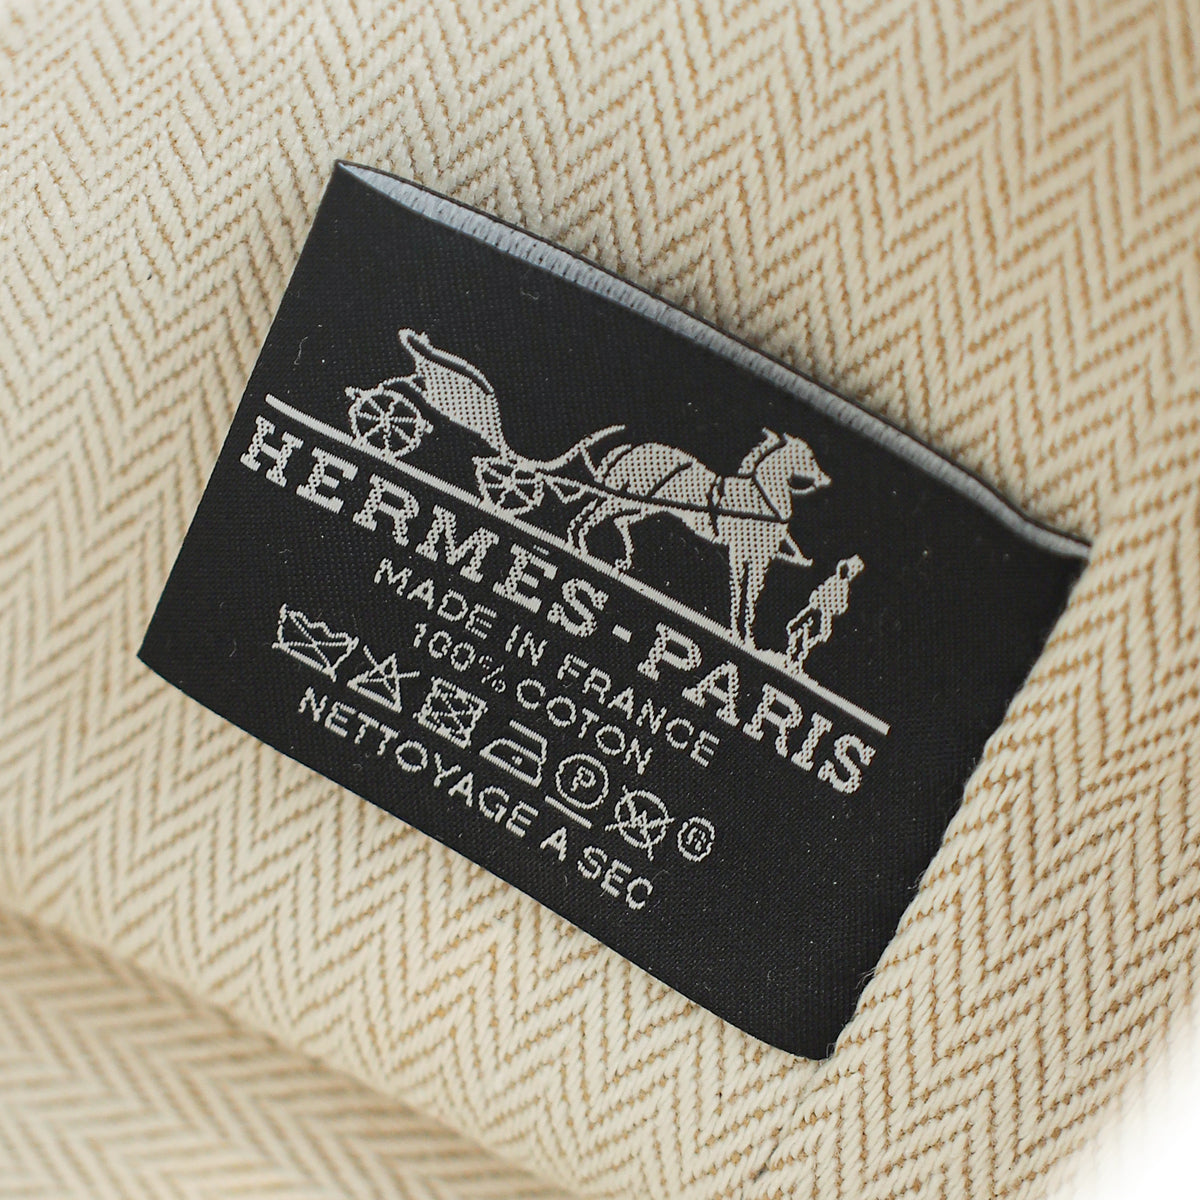 HERMÈS-PARIS
MADE IN FRANCE
100% COTON
P W ®
NETTOYAGE A SEC